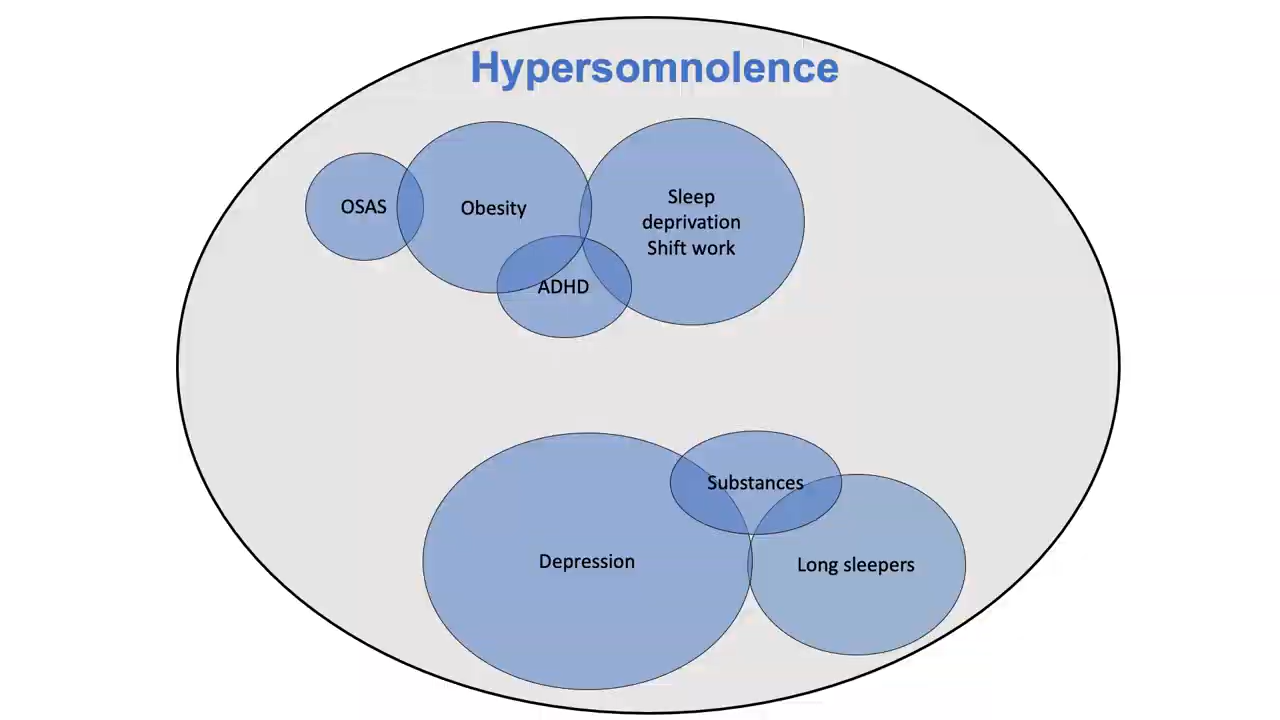 Hypersomnolence
OSAS
Obesity
Sleep
deprivation
Shift work
ADHD
Substances
Depression
Long sleepers